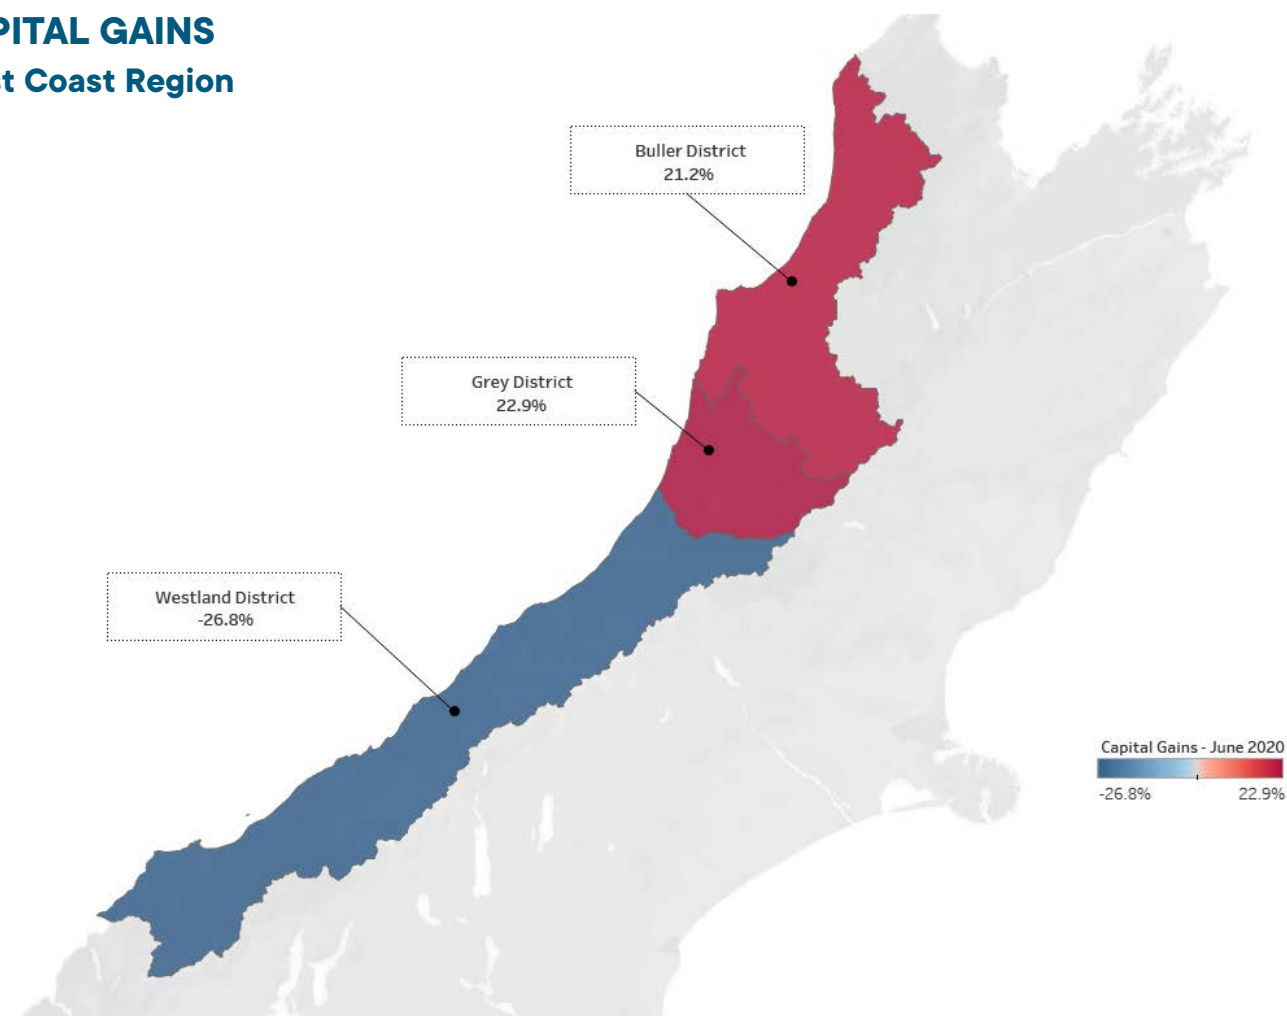 PITAL GAINS
st Coast Region
Buller District
21.2%
Grey District
22.9%
Westland District
-26.8%
Capital Gains - June 2020
-26.8%
22.9%